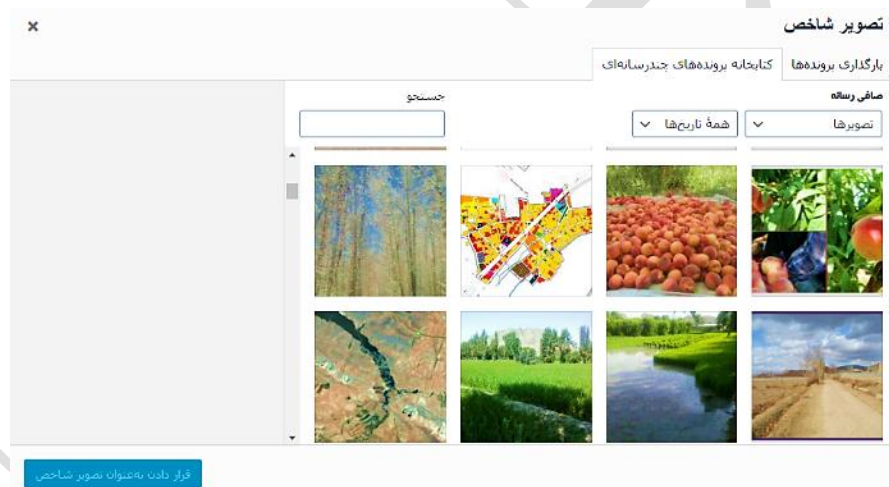 تصویر شاخص
×
بارگذاری پرونده‌ها
کتابخانه پرونده‌های چندرسانه‌ای
صافی رسانه
جستجو
تصویرها
همهٔ تاریخ‌ها
قرار دادن به‌عنوان تصویر شاخص